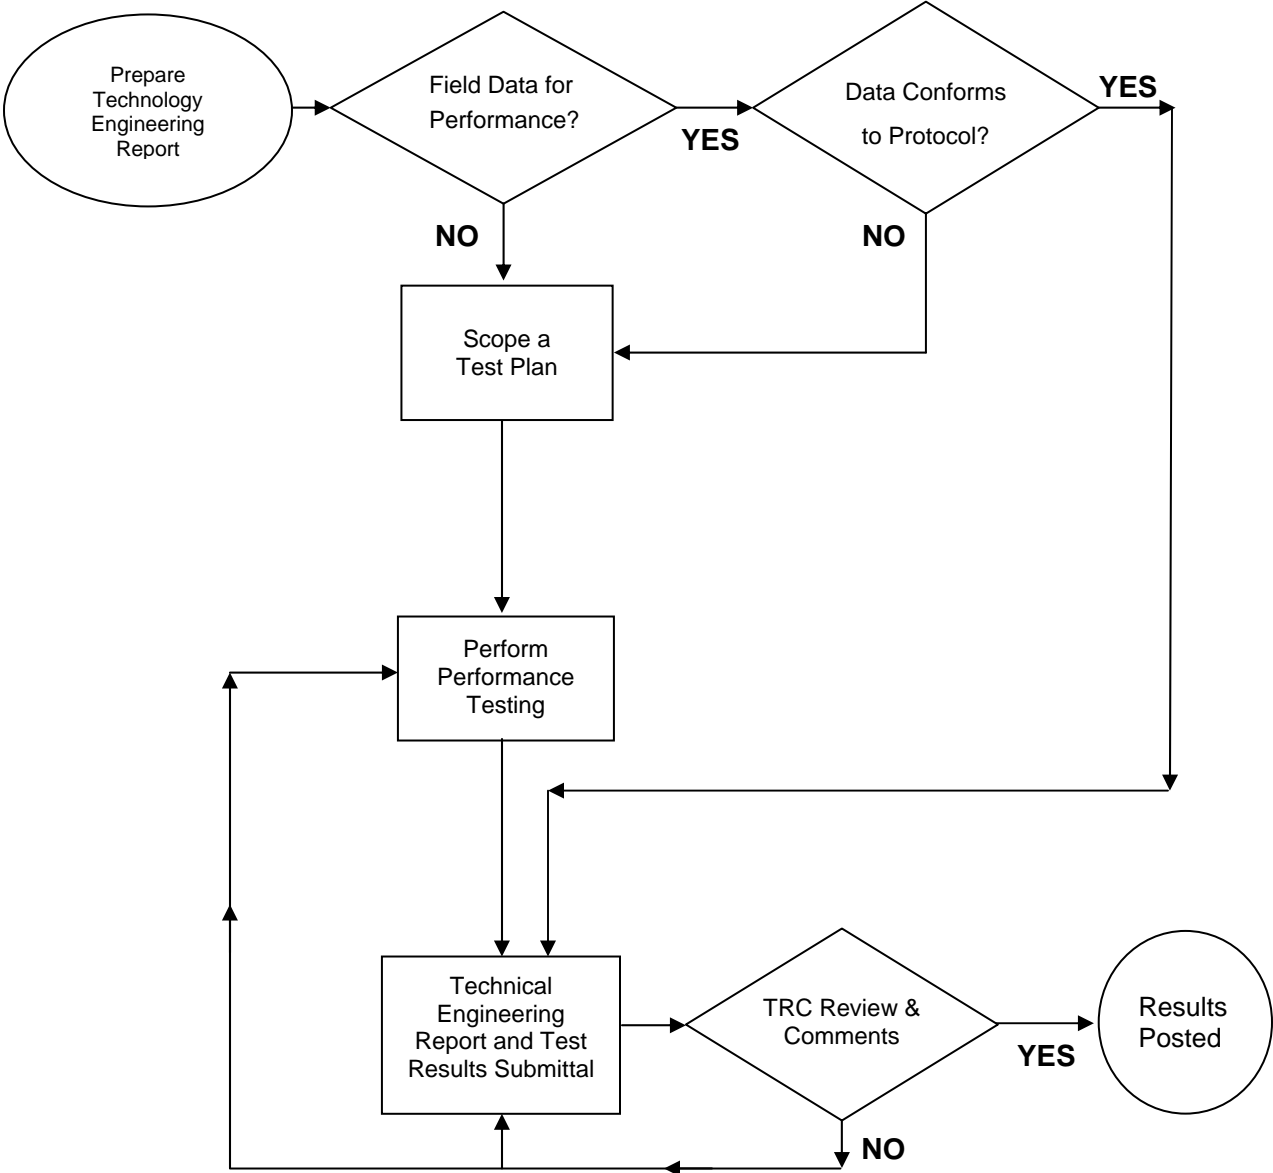 Prepare
Technology
Engineering
Report
Field Data for
Performance?
YES
Data Conforms
to Protocol?
YES
NO
NO
Scope a
Test Plan
Perform
Performance
Testing
Technical
Engineering
Report and Test
Results Submittal
TRC Review &
Comments
YES
Results
Posted
NO